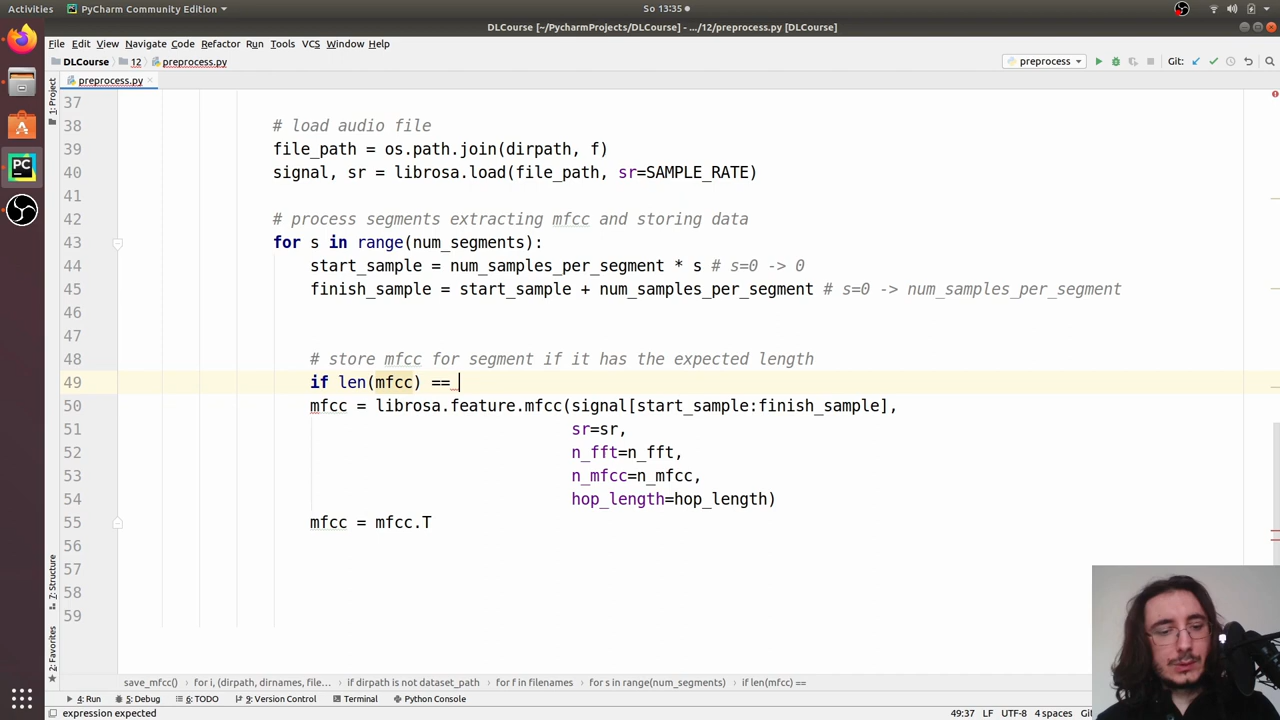 Activities PyCharm Community Edition So 13:35
DLCourse [~/PycharmProjects/DLCourse] - .../12/preprocess.py [DLCourse]
File Edit View Navigate Code Refactor Run Tools VCS Window Help
DLCourse 12 preprocess.py preprocess Git:
preprocess.py
1: Project
37
38 # load audio file
39 file_path = os.path.join(dirpath, f)
40 signal, sr = librosa.load(file_path, sr=SAMPLE_RATE)
41
42 # process segments extracting mfcc and storing data
43 for s in range(num_segments):
44 start_sample = num_samples_per_segment * s # s=0 -> 0
45 finish_sample = start_sample + num_samples_per_segment # s=0 -> num_samples_per_segment
46
47
48 # store mfcc for segment if it has the expected length
49 if len(mfcc) ==
50 mfcc = librosa.feature.mfcc(signal[start_sample:finish_sample],
51 sr=sr,
52 n_fft=n_fft,
53 n_mfcc=n_mfcc,
54 hop_length=hop_length)
55 mfcc = mfcc.T
56
57
58
59
7: Structure
2: Favorites
save_mfcc() for i, (dirpath, dirnames, file... if dirpath is not dataset_path for f in filenames for s in range(num_segments) if len(mfcc) ==
4: Run 5: Debug 6: TODO 9: Version Control Terminal Python Console
expression expected 49:37 LF UTF-8 4 spaces Git